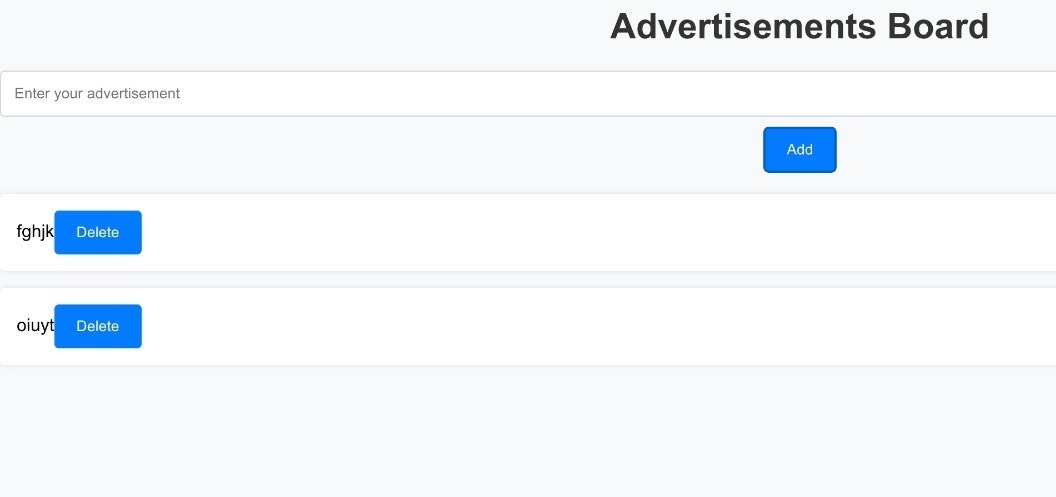 Advertisements Board
Enter your advertisement
Add
fghjk Delete
oiuyt Delete